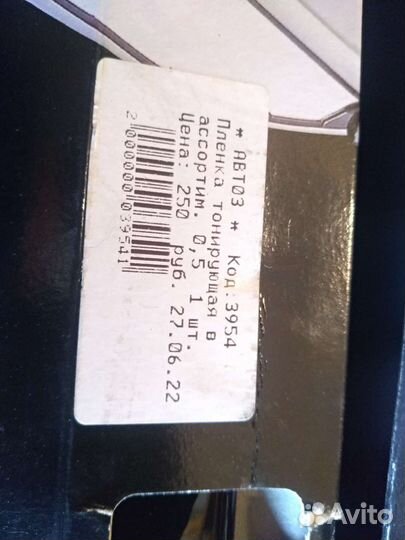 * АВТ03 * Код:3954
Пленка тонирующая в
ассортим. 0,5 1 шт.
Цена: 250 руб. 27.06.22
2000000039541
Avito